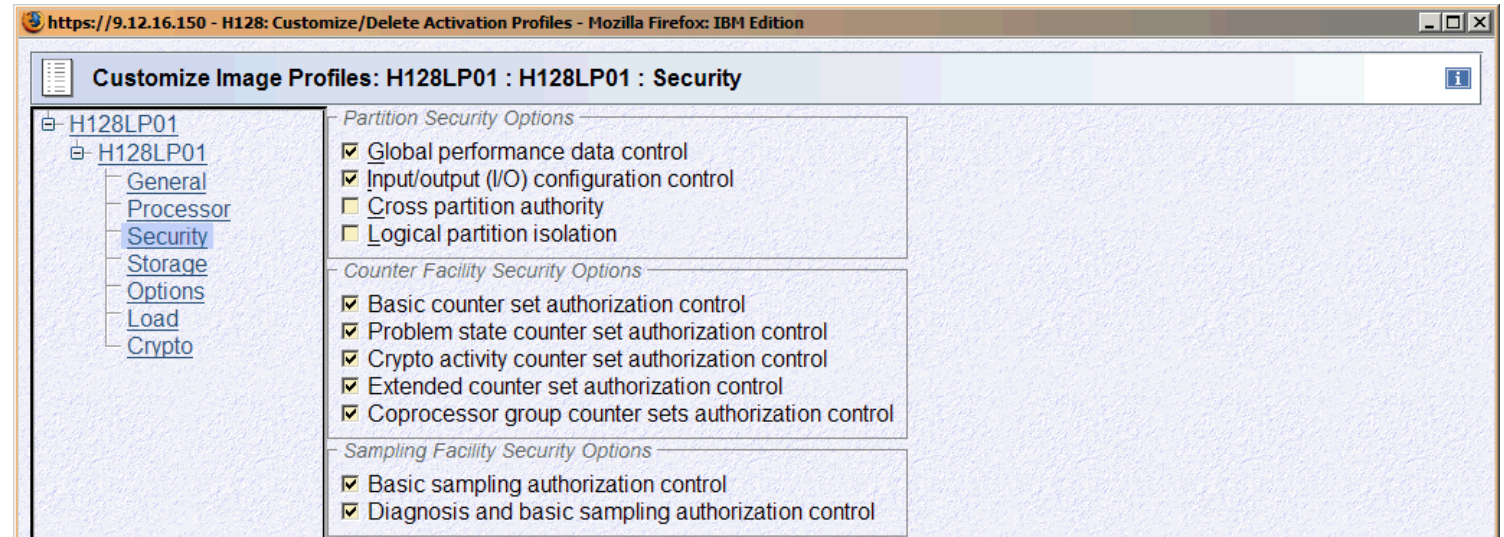 https://9.12.16.150 - H128: Customize/Delete Activation Profiles - Mozilla Firefox: IBM Edition
Customize Image Profiles: H128LP01 : H128LP01 : Security
i
H128LP01
H128LP01
General
Processor
Security
Storage
Options
Load
Crypto
Partition Security Options
Global performance data control
Input/output (I/O) configuration control
Cross partition authority
Logical partition isolation
Counter Facility Security Options
Basic counter set authorization control
Problem state counter set authorization control
Crypto activity counter set authorization control
Extended counter set authorization control
Coprocessor group counter sets authorization control
Sampling Facility Security Options
Basic sampling authorization control
Diagnosis and basic sampling authorization control